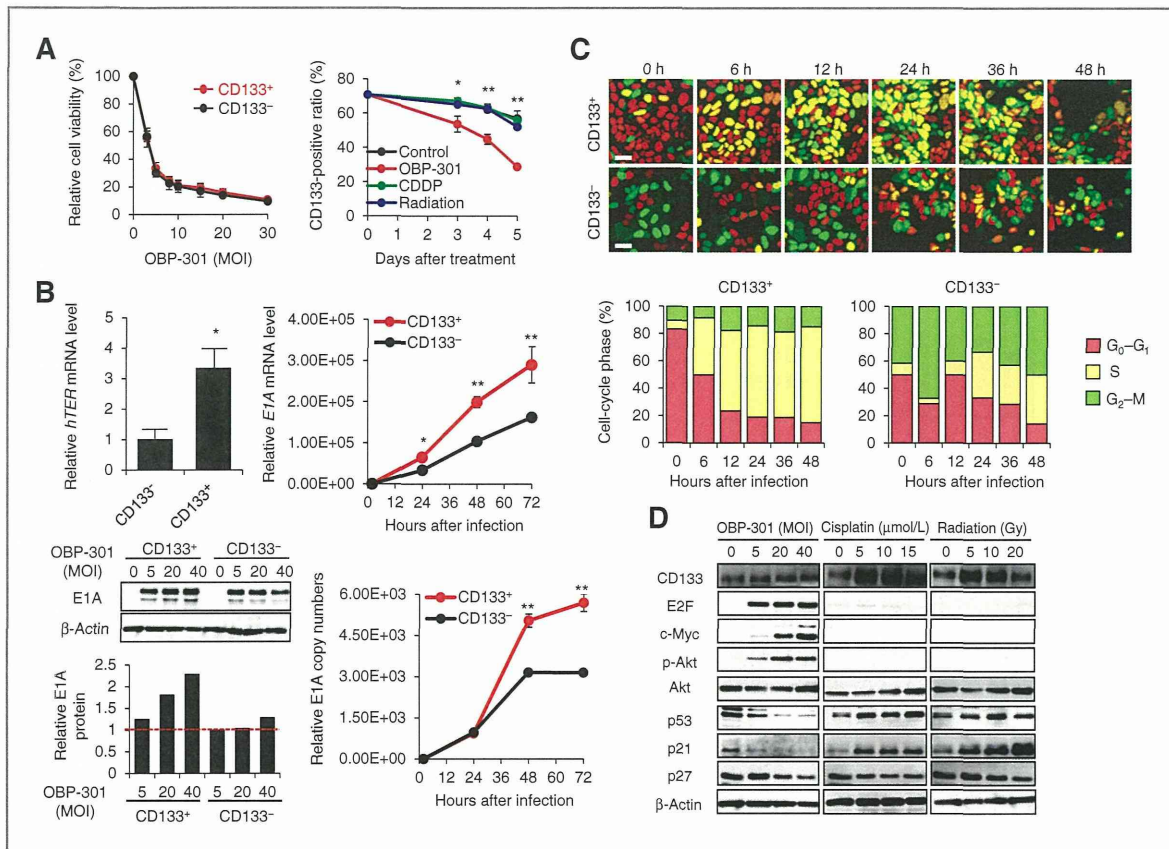 A
Relative cell viability (%)
100
80
60
40
20
0
CD133+
CD133−
0 10 20 30
OBP-301 (MOI)
CD133-positive ratio (%)
80
60
40
20
0
* ** **
Control
OBP-301
CDDP
Radiation
0 1 2 3 4 5
Days after treatment
B
Relative hTERT mRNA level
5
4
3
2
1
0
*
CD133−
CD133+
Relative E1A mRNA level
4.00E+05
3.00E+05
2.00E+05
1.00E+05
0.00E+00
CD133+
CD133−
* ** **
0 12 24 36 48 60 72
Hours after infection
OBP-301 (MOI)
CD133+ CD133−
0 5 20 40 0 5 20 40
E1A
β-Actin
Relative E1A protein
2.5
2
1.5
1
0.5
0
5 20 40 5 20 40
OBP-301 (MOI)
CD133+ CD133−
Relative E1A copy numbers
6.00E+03
4.50E+03
3.00E+03
1.50E+03
0.00E+00
CD133+
CD133−
** **
0 12 24 36 48 60 72
Hours after infection
C
0 h 6 h 12 h 24 h 36 h 48 h
CD133+
CD133−
CD133+
Cell-cycle phase (%)
100
80
60
40
20
0
0 6 12 24 36 48
Hours after infection
CD133−
100
80
60
40
20
0
0 6 12 24 36 48
Hours after infection
G0–G1
S
G2–M
D
OBP-301 (MOI) Cisplatin (μmol/L) Radiation (Gy)
0 5 20 40 0 5 10 15 0 5 10 20
CD133
E2F
c-Myc
p-Akt
Akt
p53
p21
p27
β-Actin